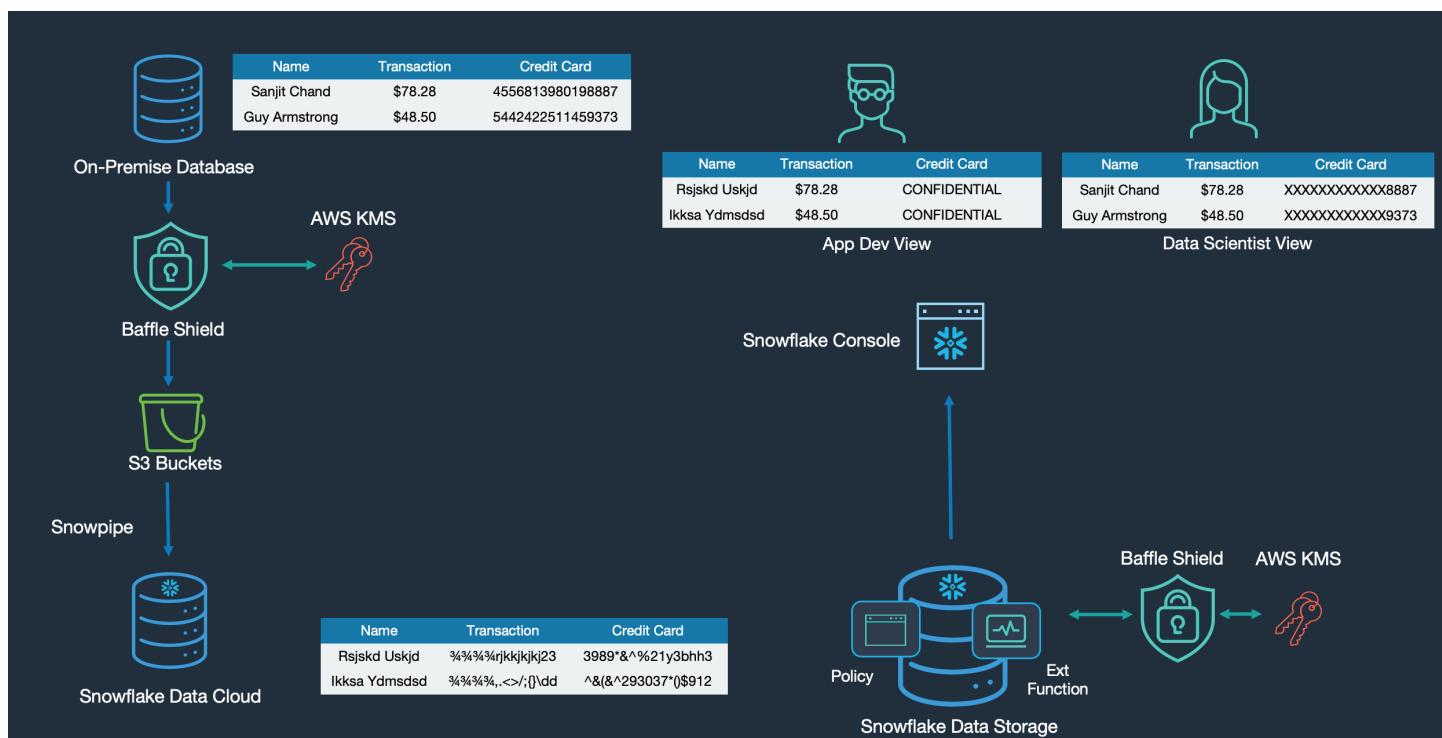 Name Transaction Credit Card
Sanjit Chand $78.28 4556813980198887
Guy Armstrong $48.50 5442422511459373
On-Premise Database
AWS KMS
Baffle Shield
S3 Buckets
Snowpipe
Snowflake Data Cloud
Name Transaction Credit Card
Rsjskd Uskjd ¾¾¾¾rjkkjkjkj23 3989*&^%21y3bhh3
Ikksa Ydmsdsd ¾¾¾¾,.<>/;{}\dd ^&(&^293037*()$912
Name Transaction Credit Card
Rsjskd Uskjd $78.28 CONFIDENTIAL
Ikksa Ydmsdsd $48.50 CONFIDENTIAL
App Dev View
Name Transaction Credit Card
Sanjit Chand $78.28 XXXXXXXXXXXX8887
Guy Armstrong $48.50 XXXXXXXXXXXX9373
Data Scientist View
Snowflake Console
Baffle Shield
AWS KMS
Policy
Ext
Function
Snowflake Data Storage